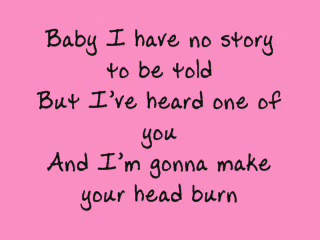 Baby I have no story
to be told
But I've heard one of
you
And I'm gonna make
your head burn